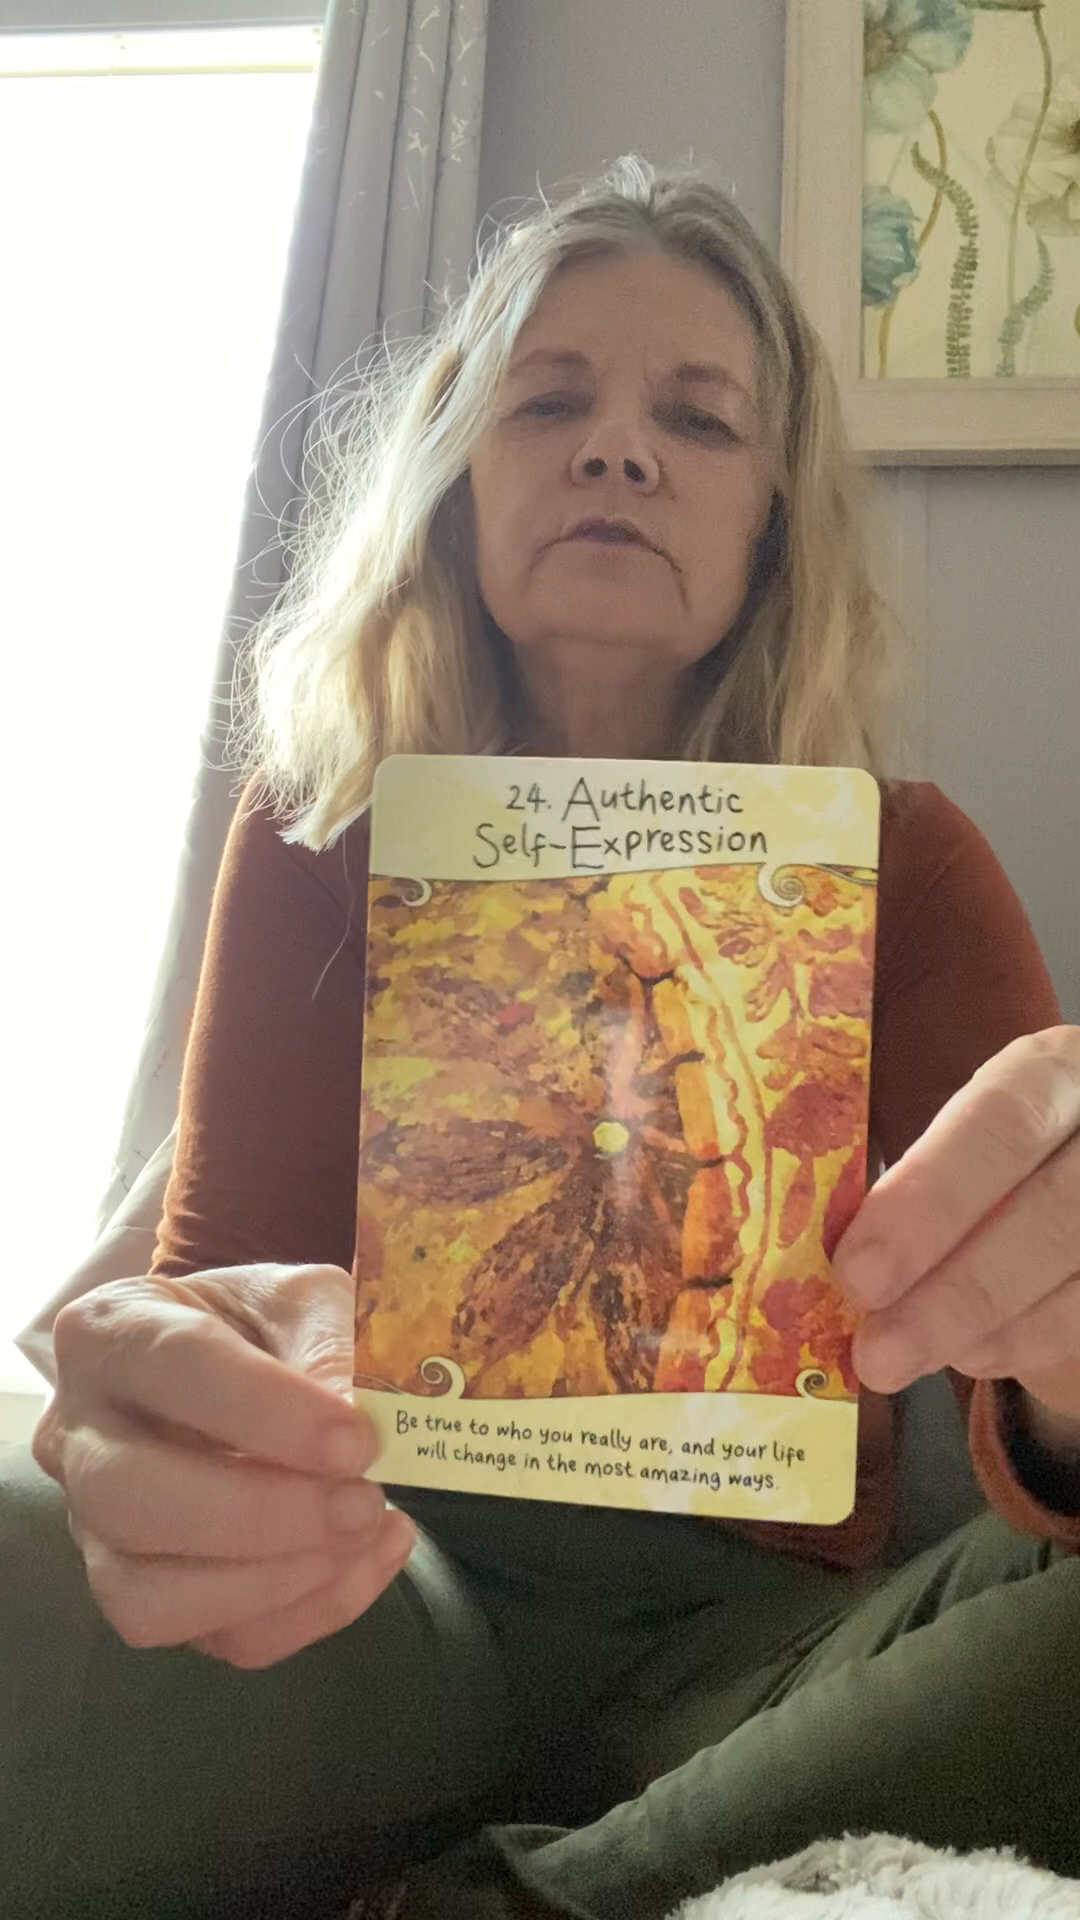 24. Authentic
Self-Expression
Be true to who you really are, and your life
will change in the most amazing ways.